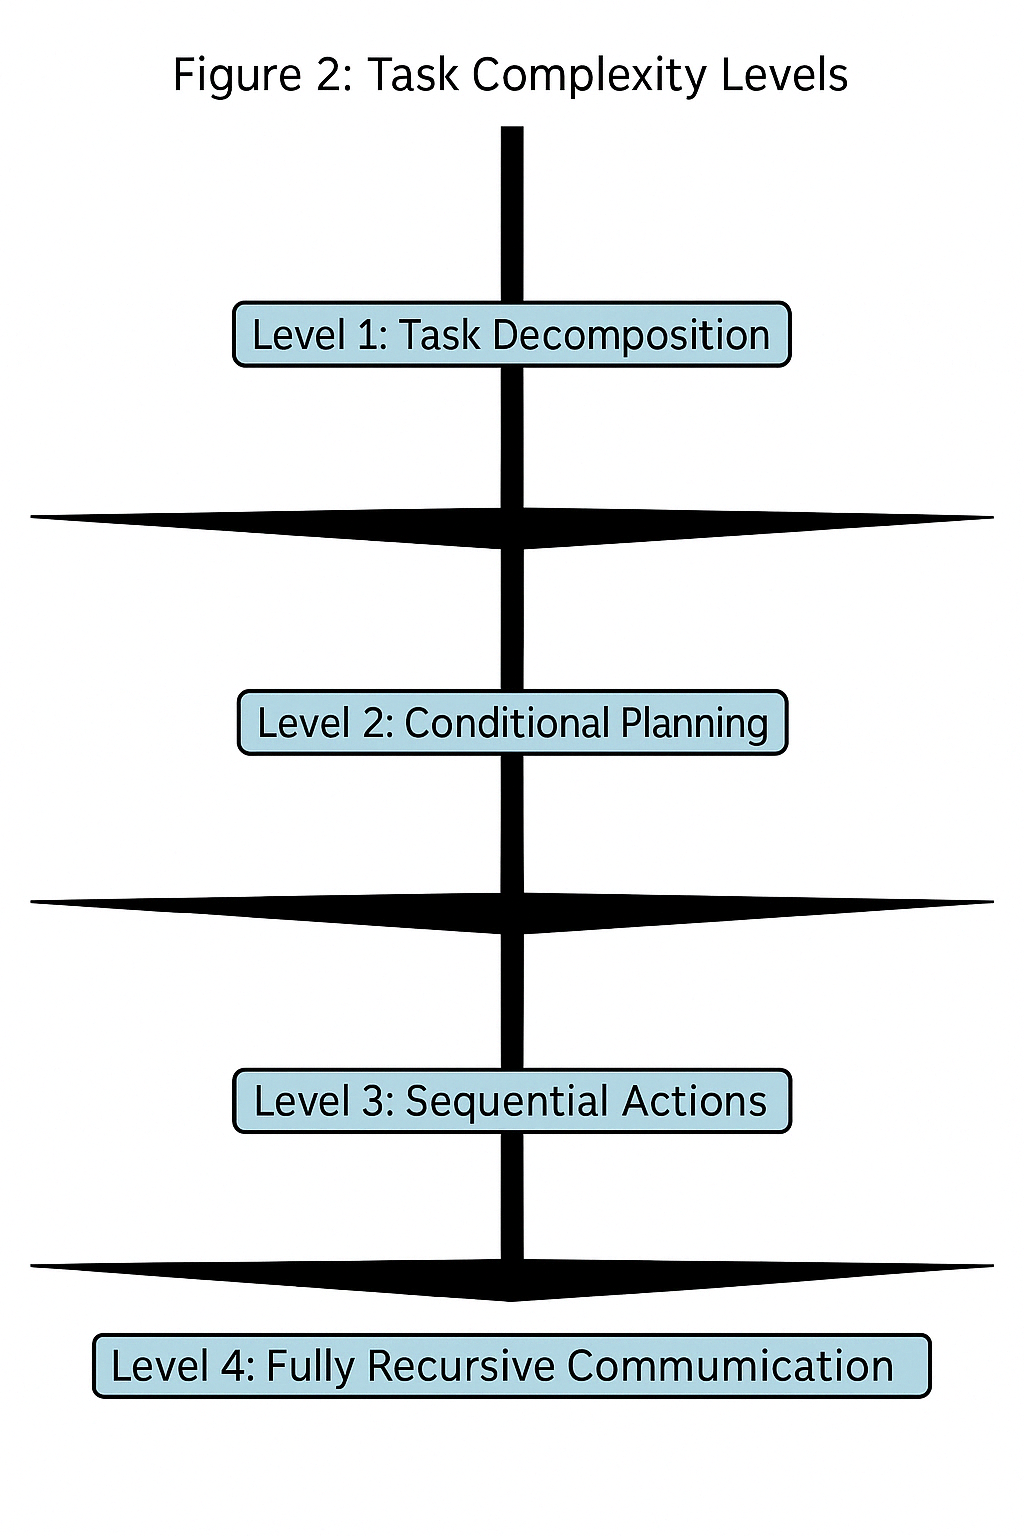 Figure 2: Task Complexity Levels
Level 1: Task Decomposition
Level 2: Conditional Planning
Level 3: Sequential Actions
Level 4: Fully Recursive Commumication